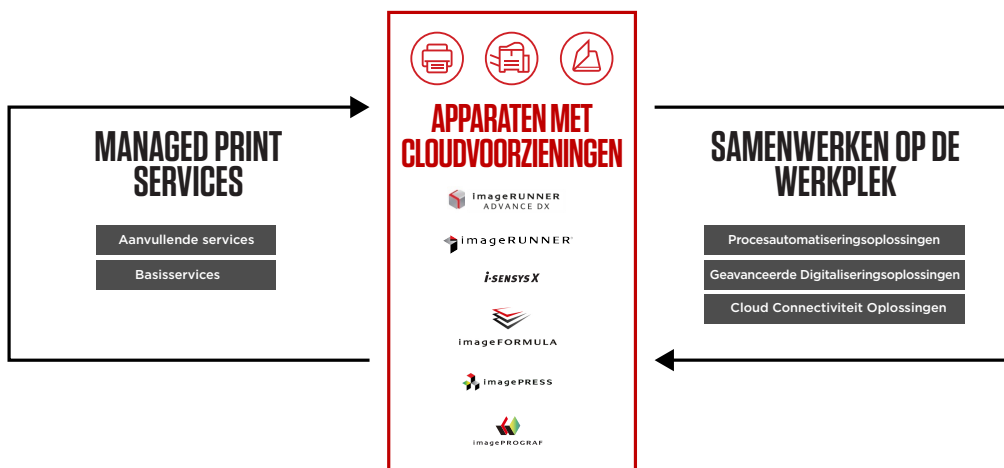 MANAGED PRINT
SERVICES
Aanvullende services
Basisservices
APPARATEN MET
CLOUDVOORZIENINGEN
imageRUNNER
ADVANCE DX
imageRUNNER
i-SENSYS X
imageFORMULA
imagePRESS
imagePROGRAF
SAMENWERKEN OP DE
WERKPLEK
Procesautomatiseringsoplossingen
Geavanceerde Digitaliseringsoplossingen
Cloud Connectiviteit Oplossingen